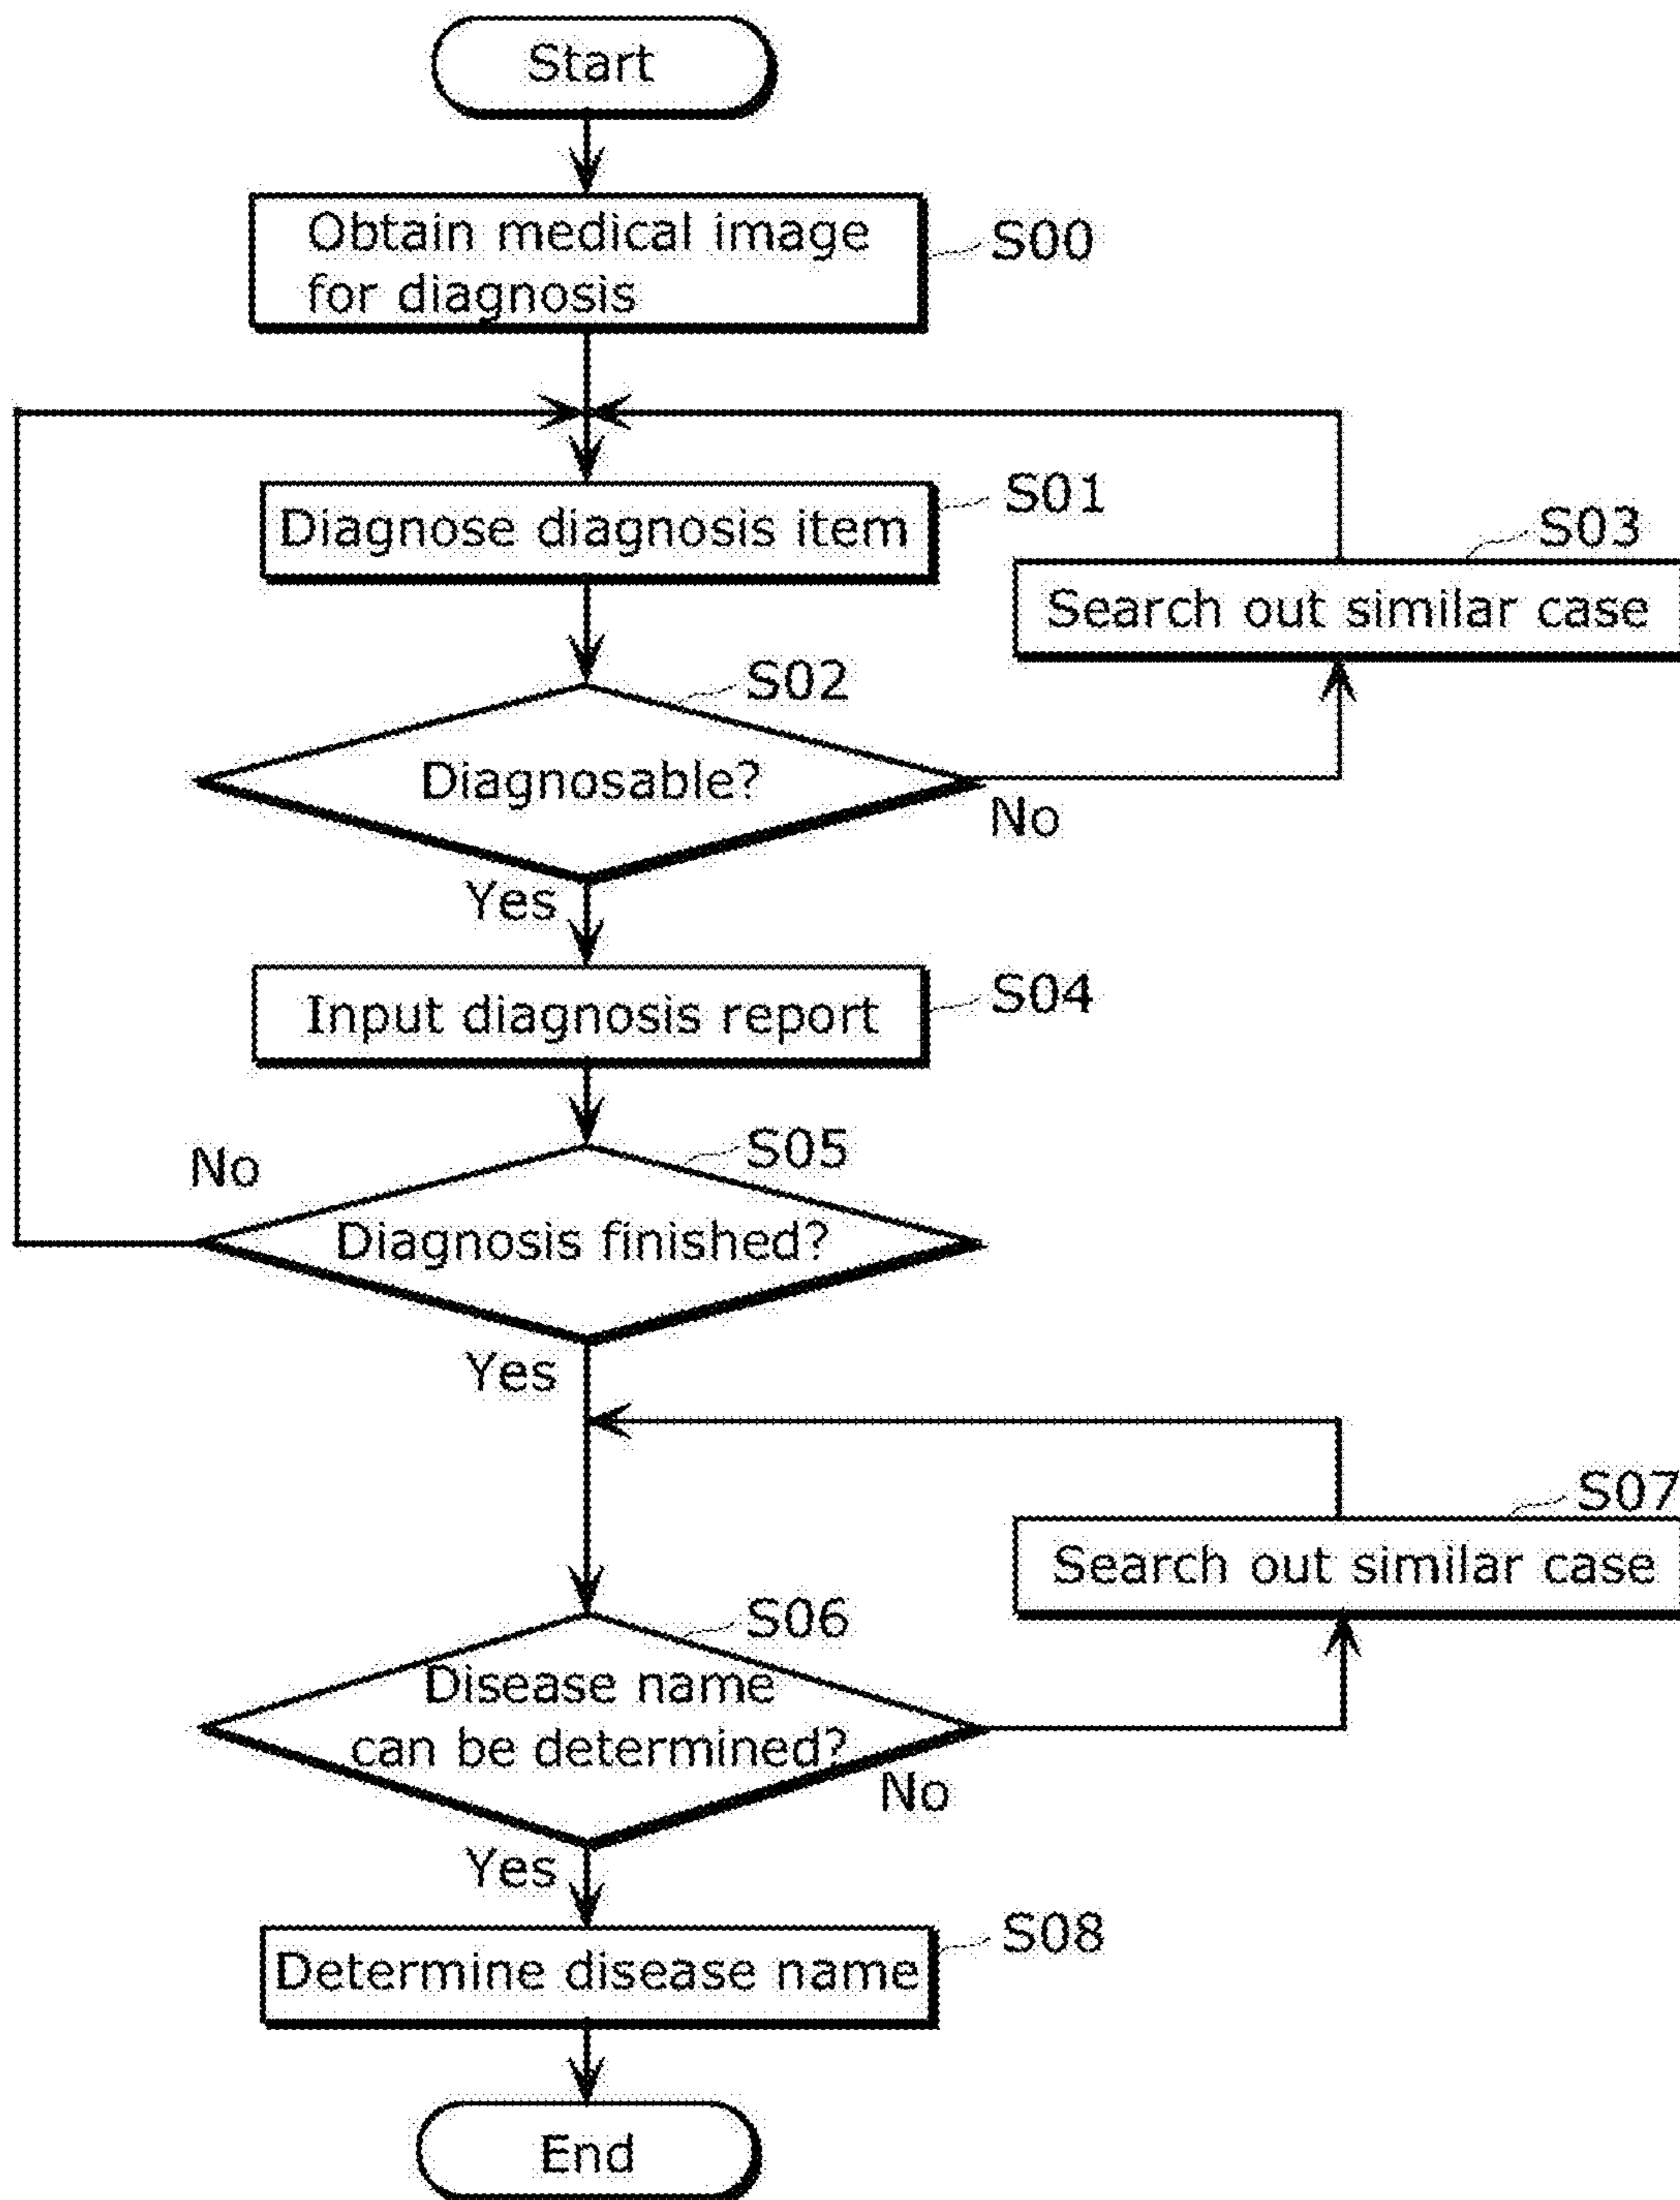 Start
Obtain medical image
for diagnosis
S00
Diagnose diagnosis item
S01
S03
Search out similar case
S02
Diagnosable?
No
Yes
Input diagnosis report
S04
S05
No
Diagnosis finished?
Yes
S07
Search out similar case
S06
Disease name
can be determined?
No
Yes
Determine disease name
S08
End